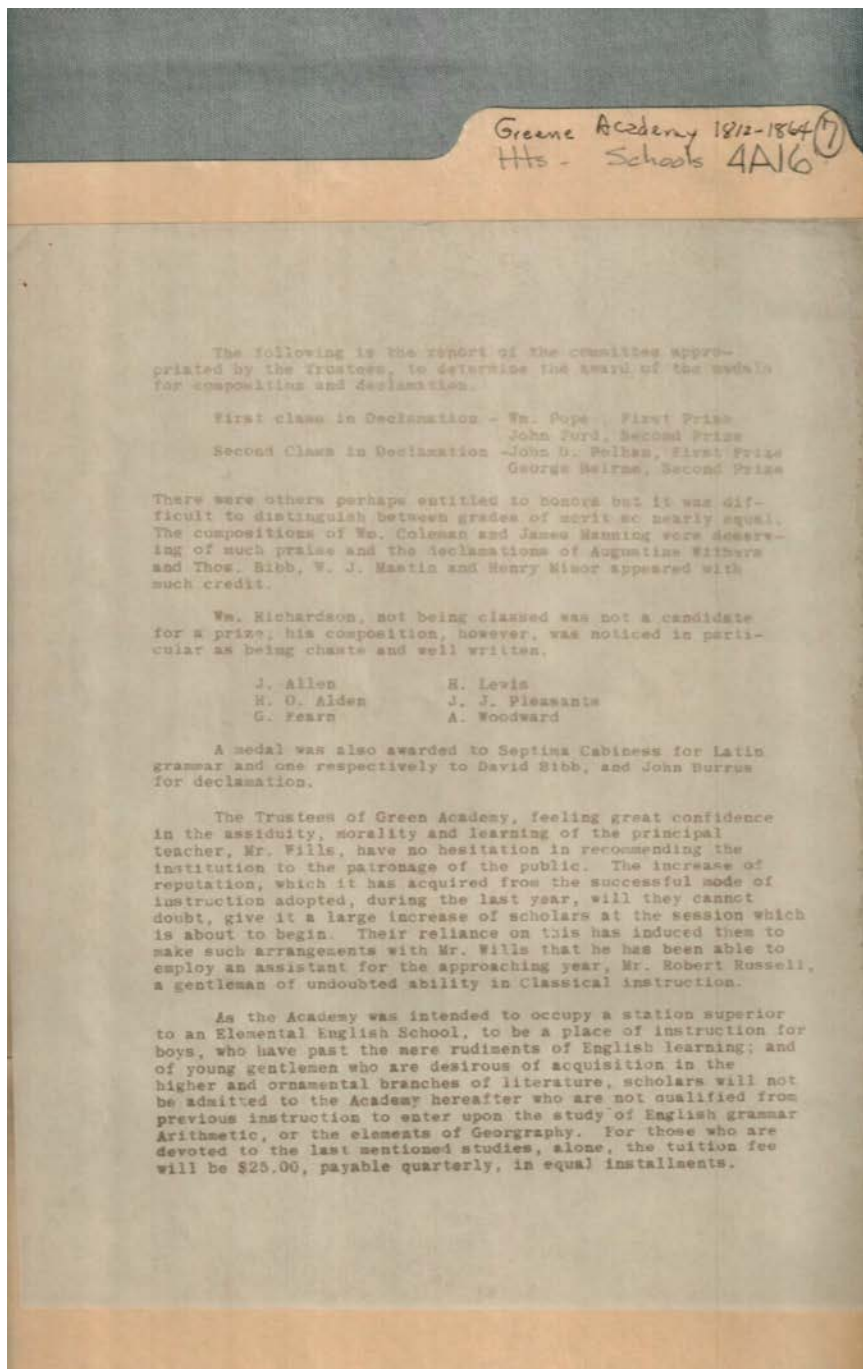 Greene Academy 1812-1864 7
Hts - Schools 4A16
The following is the report of the committee appro-
priated by the Trustees, to determine the award of the medals
for composition and declamation.
First class in Declamation - Wm. Pope, First Prize
John Ford, Second Prize
Second Class in Declamation -John D. Pelham, First Prize
George Beirne, Second Prize
There were others perhaps entitled to honors but it was dif-
ficult to distinguish between grades of merit so nearly equal.
The compositions of Wm. Coleman and James Manning were deserv-
ing of much praise and the declamations of Augustine Withers
and Thos. Bibb, W. J. Mastin and Henry Minor appeared with
much credit.
Wm. Richardson, not being classed was not a candidate
for a prize; his composition, however, was noticed in parti-
cular as being chaste and well written.
J. Allen H. Lewis
H. O. Alden J. J. Pleasants
G. Fearn A. Woodward
A medal was also awarded to Septima Cabiness for Latin
grammar and one respectively to David Bibb, and John Burrus
for declamation.
The Trustees of Green Academy, feeling great confidence
in the assiduity, morality and learning of the principal
teacher, Mr. Wills, have no hesitation in recommending the
institution to the patronage of the public. The increase of
reputation, which it has acquired from the successful mode of
instruction adopted, during the last year, will they cannot
doubt, give it a large increase of scholars at the session which
is about to begin. Their reliance on this has induced them to
make such arrangements with Mr. Wills that he has been able to
employ an assistant for the approaching year, Mr. Robert Russell,
a gentleman of undoubted ability in Classical instruction.
As the Academy was intended to occupy a station superior
to an Elemental English School, to be a place of instruction for
boys, who have past the mere rudiments of English learning; and
of young gentlemen who are desirous of acquisition in the
higher and ornamental branches of literature, scholars will not
be admitted to the Academy hereafter who are not qualified from
previous instruction to enter upon the study of English grammar
Arithmetic, or the elements of Georgraphy. For those who are
devoted to the last mentioned studies, alone, the tuition fee
will be $25.00, payable quarterly, in equal installments.